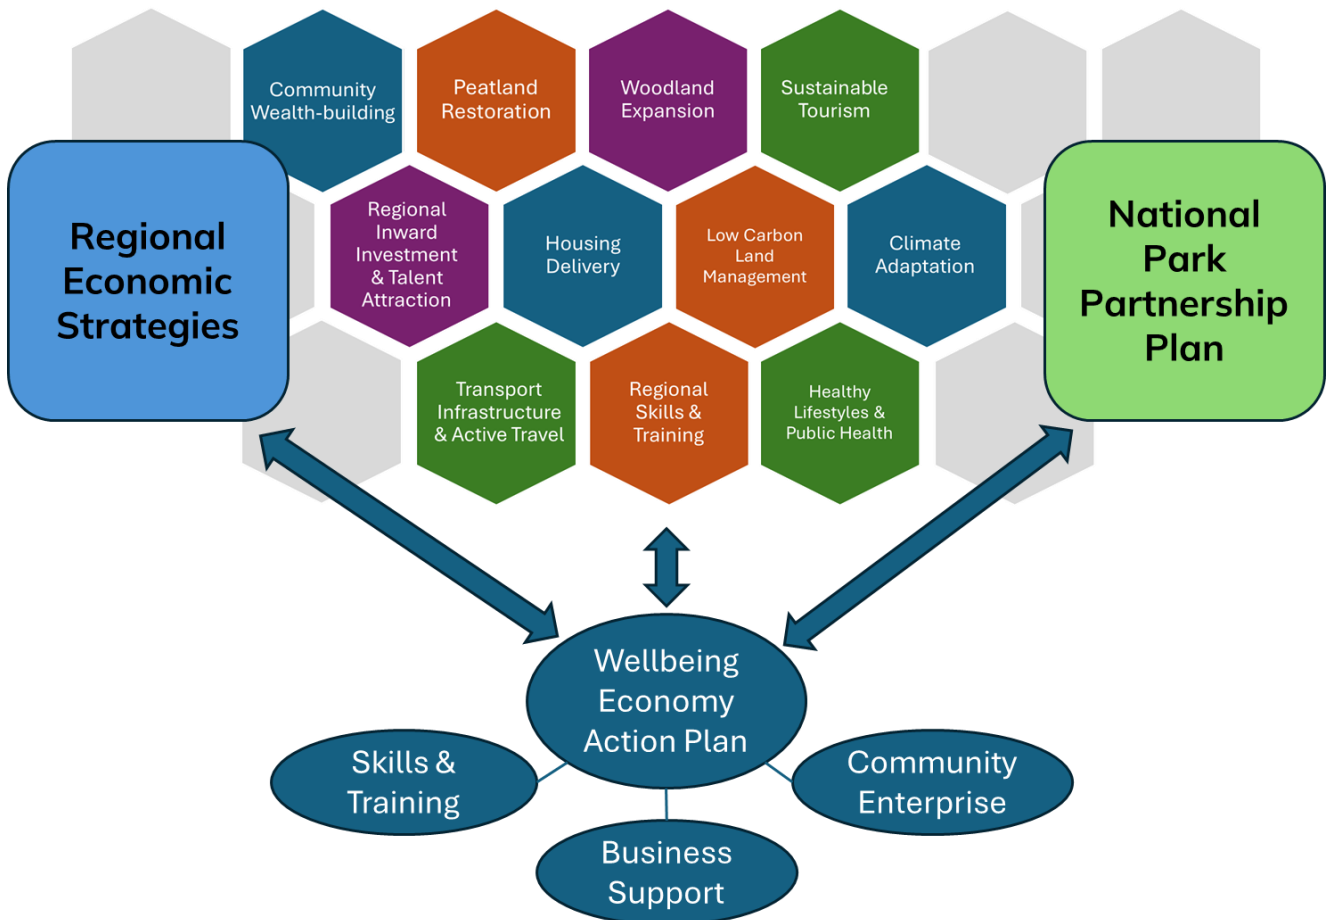 Community
Wealth-building
Peatland
Restoration
Woodland
Expansion
Sustainable
Tourism
Regional
Economic
Strategies
Regional
Inward
Investment
& Talent
Attraction
Housing
Delivery
Low Carbon
Land
Management
Climate
Adaptation
National
Park
Partnership
Plan
Transport
Infrastructure
& Active Travel
Regional
Skills &
Training
Healthy
Lifestyles &
Public Health
Wellbeing
Economy
Action Plan
Skills &
Training
Community
Enterprise
Business
Support